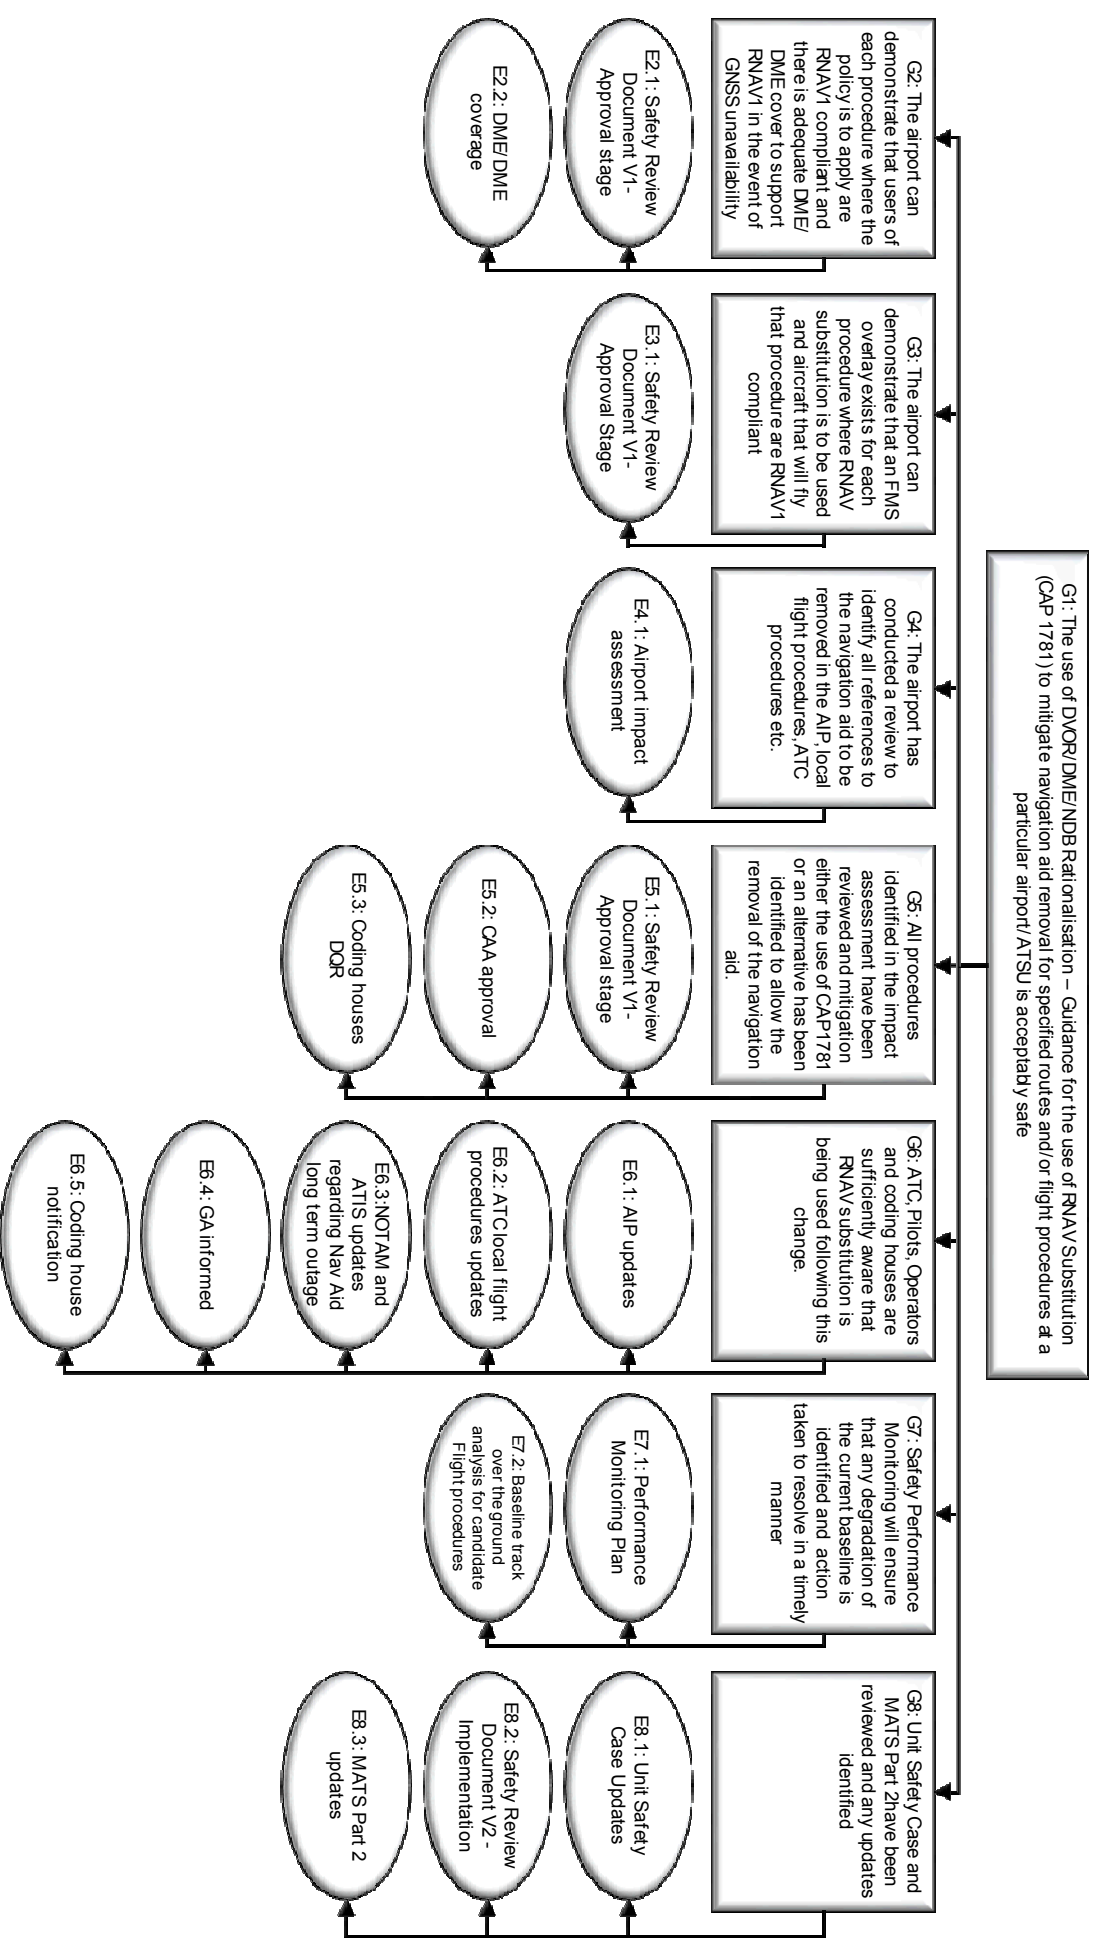 G1: The use of DVOR/DME/NDB Rationalisation – Guidance for the use of RNAV Substitution
(CAP 1781) to mitigate navigation aid removal for specified routes and/or flight procedures at a
particular airport/ATSU is acceptably safe
G2: The airport can
demonstrate that users of
each procedure where the
policy is to apply are
RNAV1 compliant and
there is adequate DME/
DME cover to support
RNAV1 in the event of
GNSS unavailability
E2.1: Safety Review
Document V1-
Approval stage
E2.2: DME/DME
coverage
G3: The airport can
demonstrate that an FMS
overlay exists for each
procedure where RNAV
substitution is to be used
and aircraft that will fly
that procedure are RNAV1
compliant
E3.1: Safety Review
Document V1-
Approval Stage
G4: The airport has
conducted a review to
identify all references to
the navigation aid to be
removed in the AIP, local
flight procedures, ATC
procedures etc.
E4.1: Airport impact
assessment
G5: All procedures
identified in the impact
assessment have been
reviewed and mitigation
either the use of CAP1781
or an alternative has been
identified to allow the
removal of the navigation
aid.
E5.1: Safety Review
Document V1-
Approval stage
E5.2: CAA approval
E5.3: Coding houses
DQR
G6: ATC, Pilots, Operators
and coding houses are
sufficiently aware that
RNAV substitution is
being used following this
change.
E6.1: AIP updates
E6.2: ATC local flight
procedures updates
E6.3:NOTAM and
ATIS updates
regarding Nav Aid
long term outage
E6.4: GA informed
E6.5: Coding house
notification
G7: Safety Performance
Monitoring will ensure
that any degradation of
the current baseline is
identified and action
taken to resolve in a timely
manner
E7.1: Performance
Monitoring Plan
E7.2: Baseline track
over the ground
analysis for candidate
Flight procedures
G8: Unit Safety Case and
MATS Part 2have been
reviewed and any updates
identified
E8.1: Unit Safety
Case Updates
E8.2: Safety Review
Document V2 -
Implementation
E8.3: MATS Part 2
updates